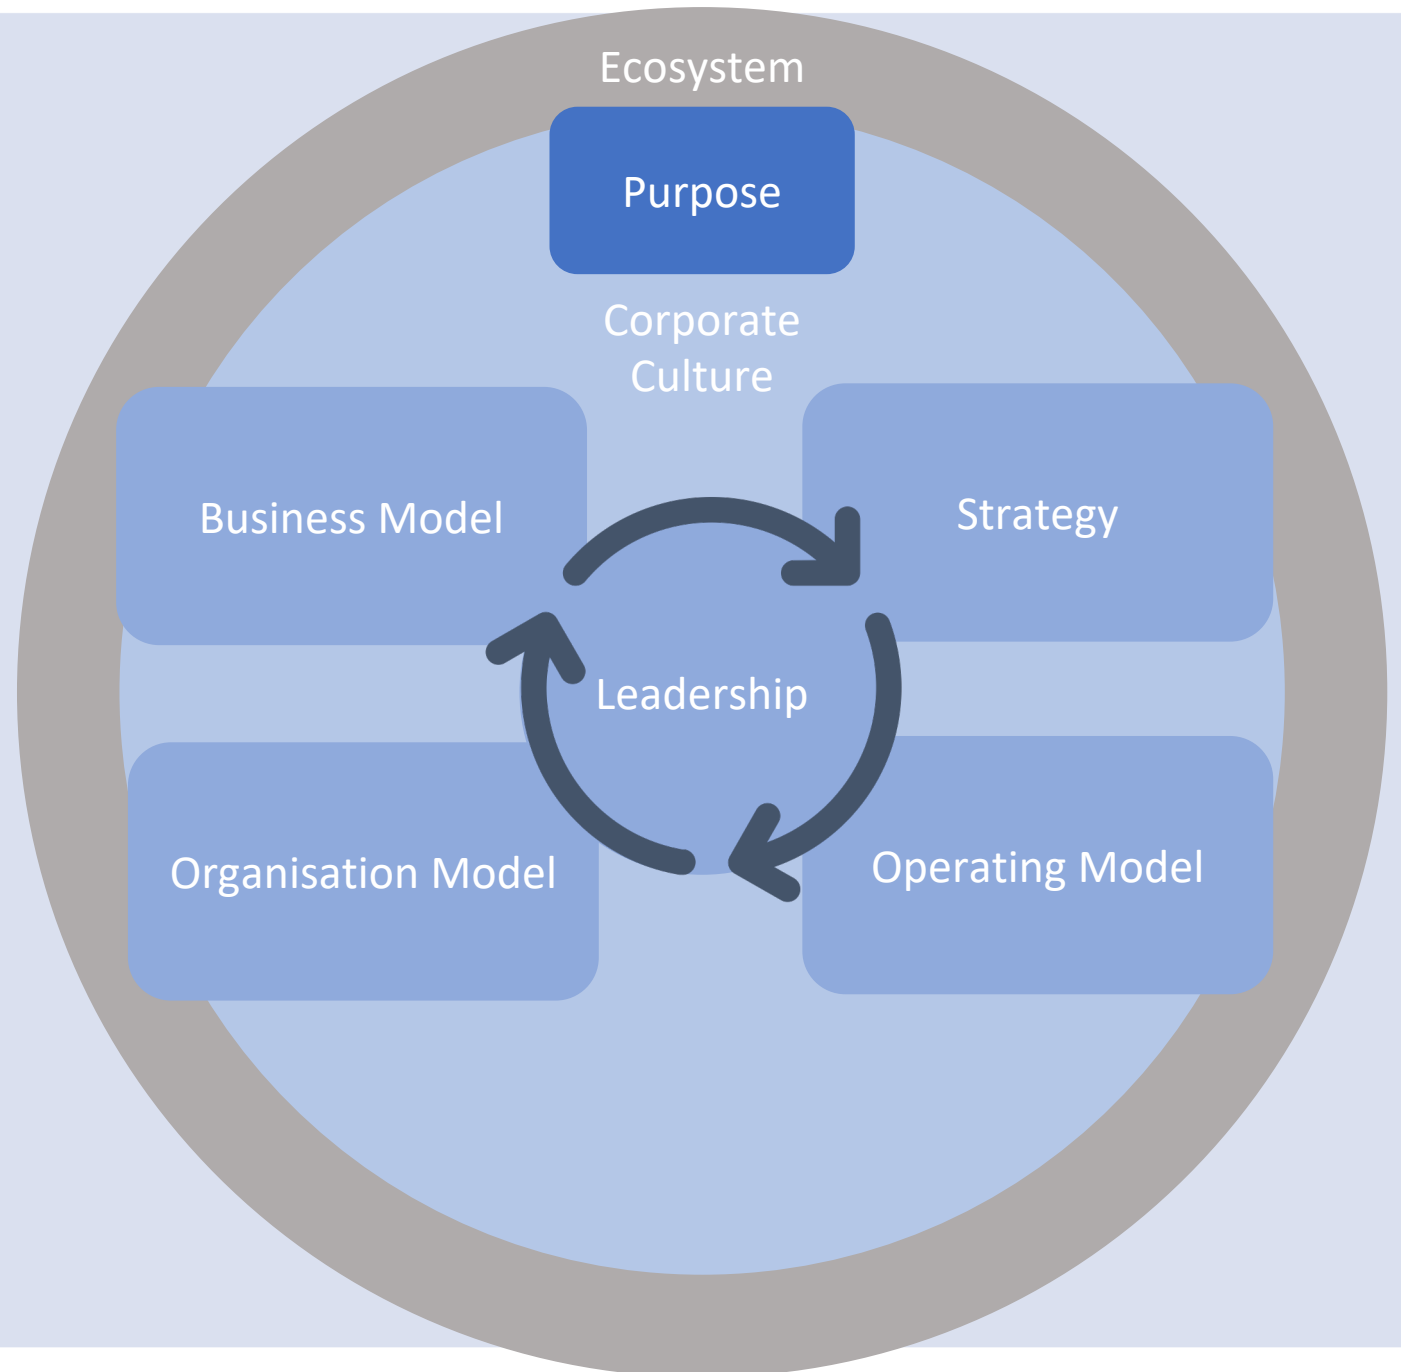 Ecosystem
Purpose
Corporate
Culture
Business Model
Strategy
Leadership
Organisation Model
Operating Model